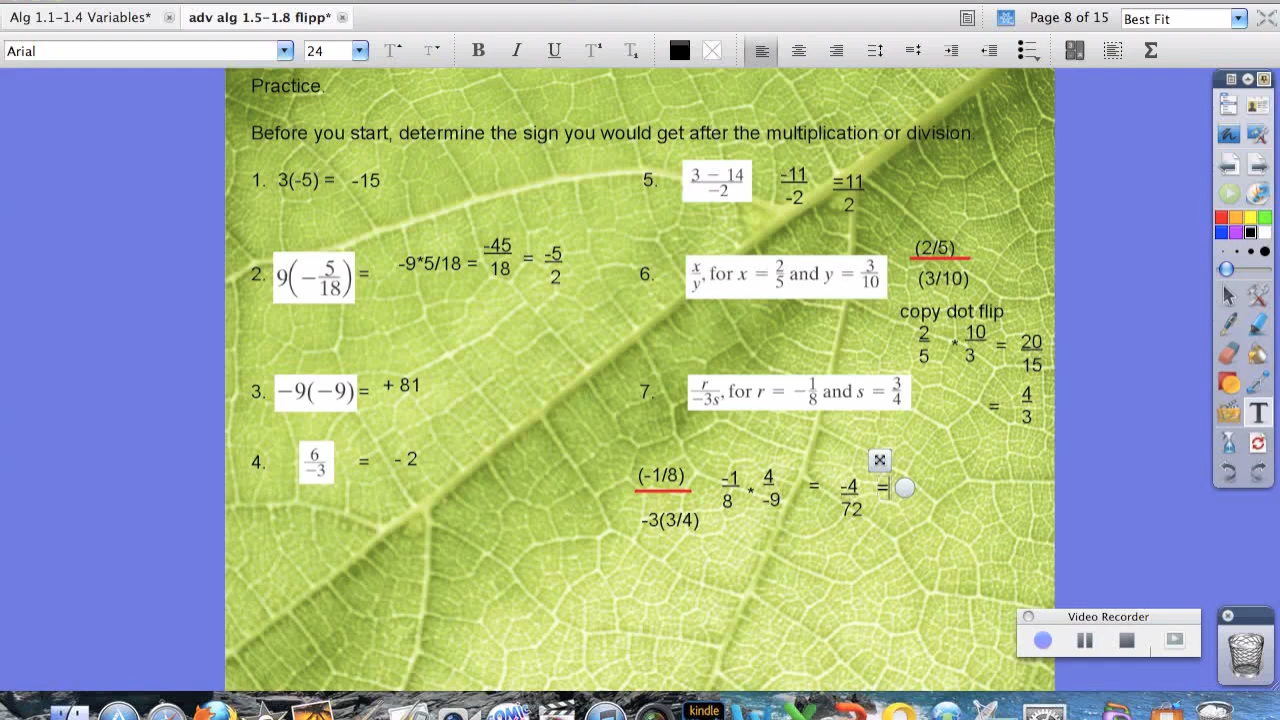 Alg 1.1-1.4 Variables*
adv alg 1.5-1.8 flipp*
Page 8 of 15
Best Fit
Arial
24
B I U T¹ T₁ Σ
Practice.
Before you start, determine the sign you would get after the multiplication or division.
1. 3(-5) = -15
2. 9(−5/18) = -9*5/18 = -45/18 = -5/2
3. −9(−9)= + 81
4. 6/−3 = - 2
5. 3 − 14/−2 -11/-2 =11/2
6. x/y, for x = 2/5 and y = 3/10
(2/5)
(3/10)
copy dot flip
2/5 * 10/3 = 20/15
= 4/3
7. r/−3s, for r = −1/8 and s = 3/4
(-1/8)
-3(3/4)
-1/8 * 4/-9 = -4/72 =
Video Recorder
COMIC
kindle